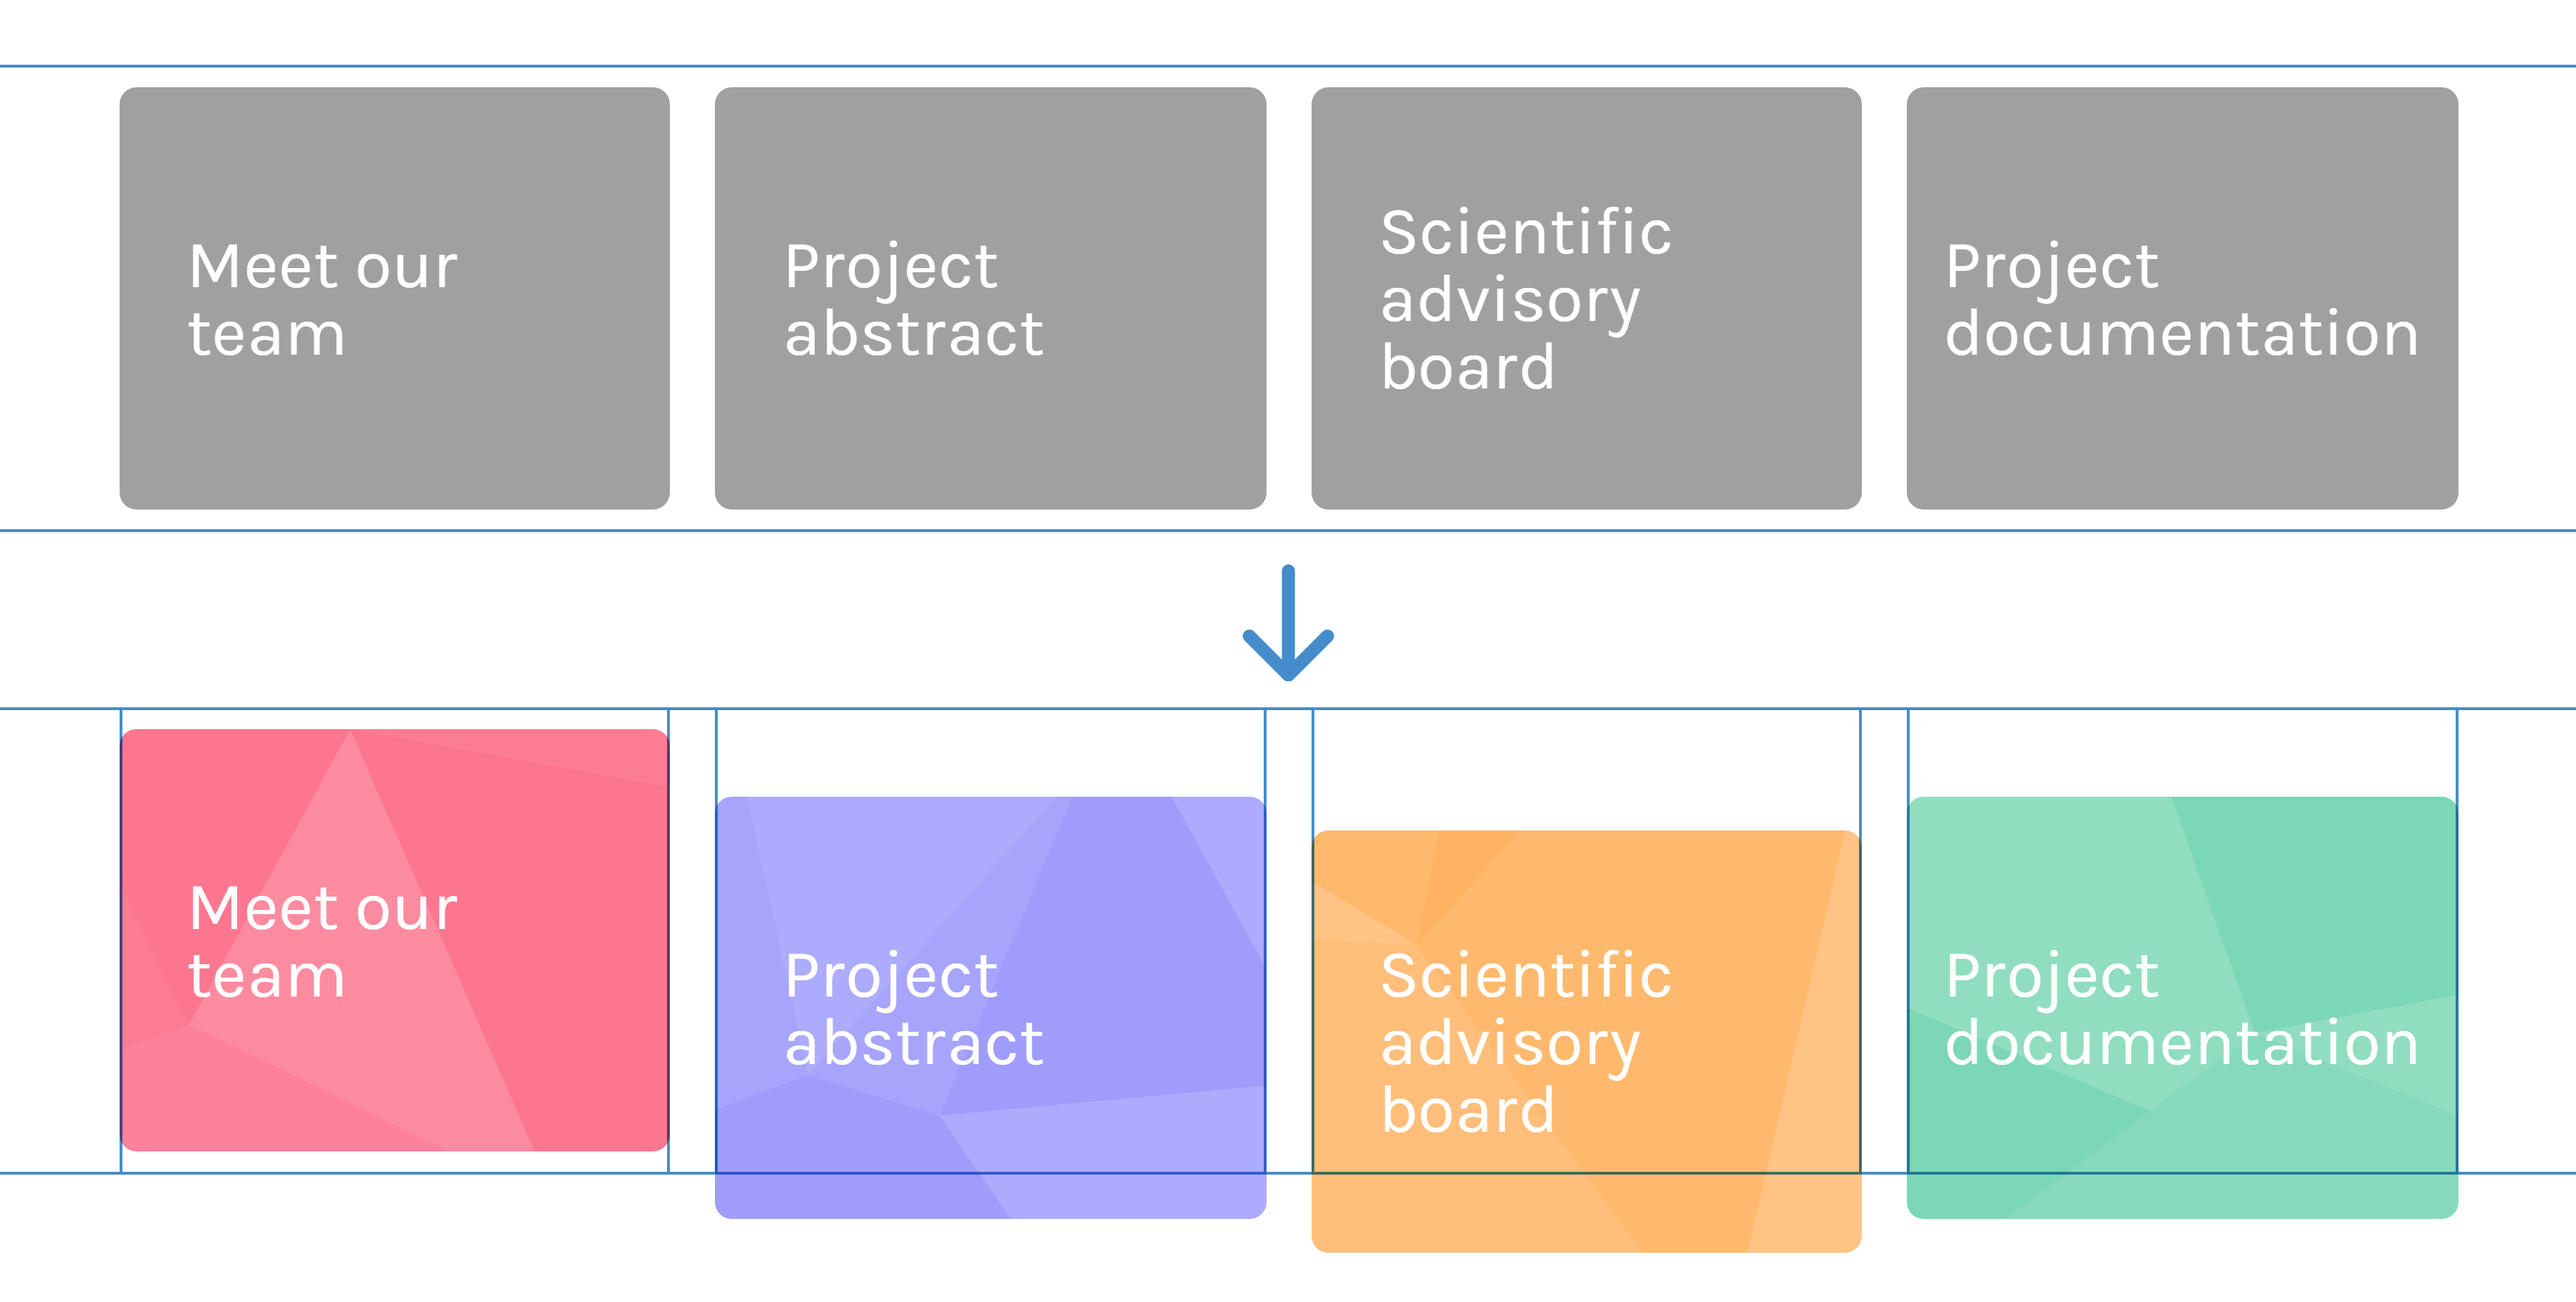 Meet our
team
Project
abstract
Scientific
advisory
board
Project
documentation
Meet our
team
Project
abstract
Scientific
advisory
board
Project
documentation